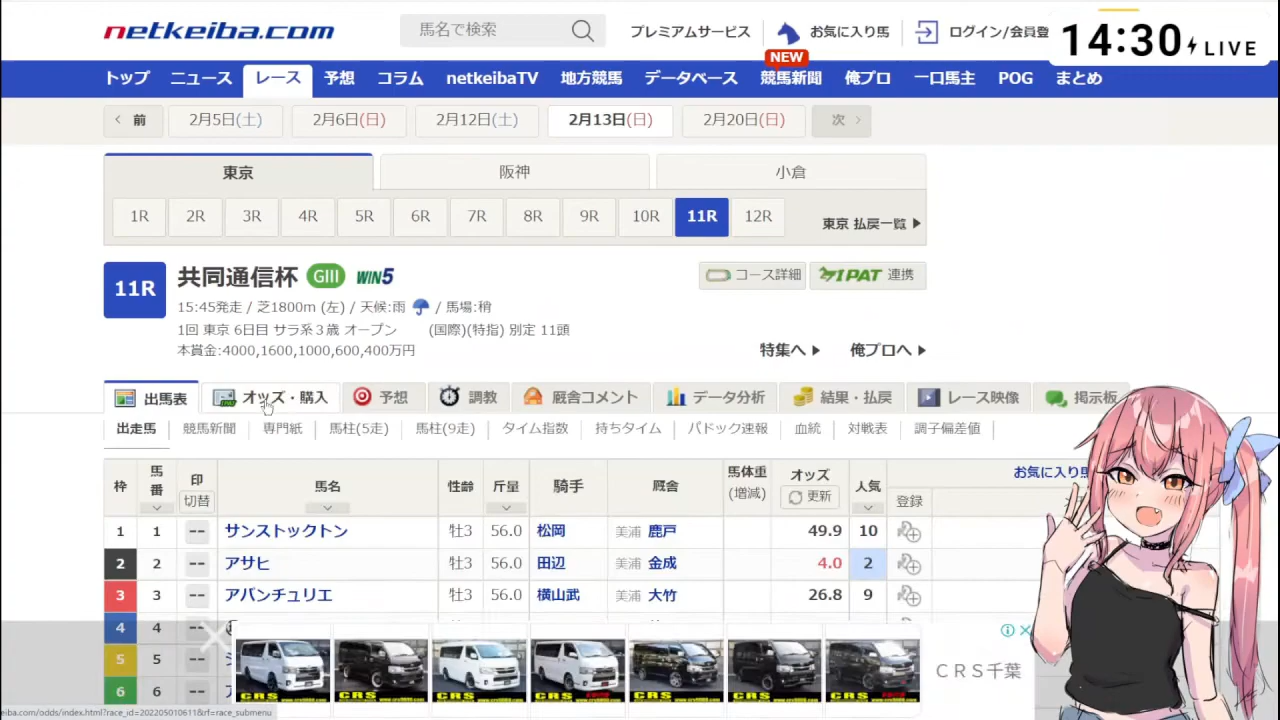 netkeiba.com
馬名で検索
プレミアムサービス
お気に入り馬
ログイン/会員登
14:30 LIVE
NEW
トップ ニュース レース 予想 コラム netkeibaTV 地方競馬 データベース 競馬新聞 俺プロ 一口馬主 POG まとめ
前 2月5日(土) 2月6日(日) 2月12日(土) 2月13日(日) 2月20日(日) 次
東京 阪神 小倉
1R 2R 3R 4R 5R 6R 7R 8R 9R 10R 11R 12R 東京 払戻一覧
11R 共同通信杯 GIII WIN5
コース詳細 IPAT 連携
15:45発走 / 芝1800m (左) / 天候:雨 / 馬場:稍
1回 東京 6日目 サラ系3歳 オープン (国際)(特指) 別定 11頭
本賞金:4000,1600,1000,600,400万円
特集へ 俺プロへ
出馬表 オッズ・購入 予想 調教 厩舎コメント データ分析 結果・払戻 レース映像 掲示板
出走馬 競馬新聞 専門紙 馬柱(5走) 馬柱(9走) タイム指数 持ちタイム パドック速報 血統 対戦表 調子偏差値
枠 馬番 印 切替 馬名 性齢 斤量 騎手 厩舎 馬体重(増減) オッズ 更新 人気 お気に入り馬 登録
1 1 -- サンストックトン 牡3 56.0 松岡 美浦 鹿戸 49.9 10
2 2 -- アサヒ 牡3 56.0 田辺 美浦 金成 4.0 2
3 3 -- アバンチュリエ 牡3 56.0 横山武 美浦 大竹 26.8 9
4 4 --
5 5 --
6 6 --
CRS CRS CRS CRS CRS CRS CRS
CRS千葉
keiba.com/odds/index.html?race_id=202205010611&rf=race_submenu